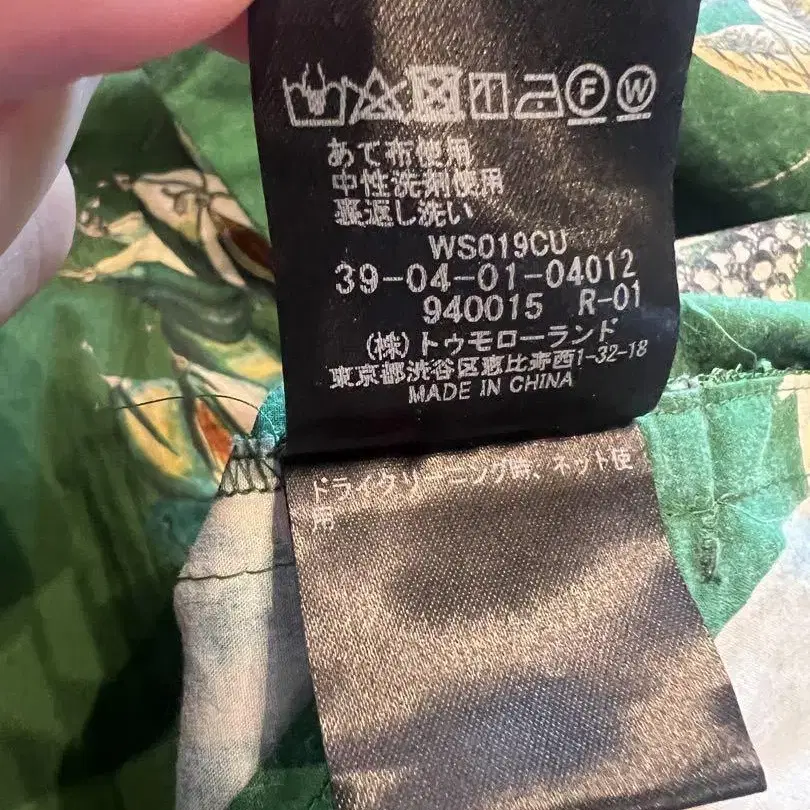 F W
あて布使用
中性洗剤使用
裏返し洗い
WS019CU
39-04-01-04012
940015 R-01
(株)トゥモローランド
東京都渋谷区恵比寿西1-32-18
MADE IN CHINA
ドライクリーニング時、ネット使
用